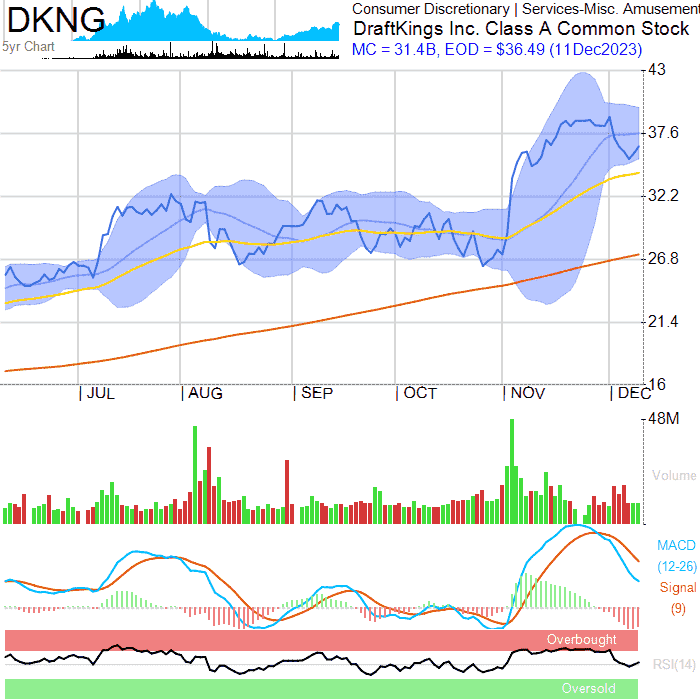 DKNG
5yr Chart
Consumer Discretionary | Services-Misc. Amusement
DraftKings Inc. Class A Common Stock
MC = 31.4B, EOD = $36.49 (11Dec2023)
43
37.6
32.2
26.8
21.4
16
| JUL | AUG | SEP | OCT | NOV | DEC
48M
Volume
MACD
(12-26)
Signal
(9)
Overbought
RSI(14)
Oversold